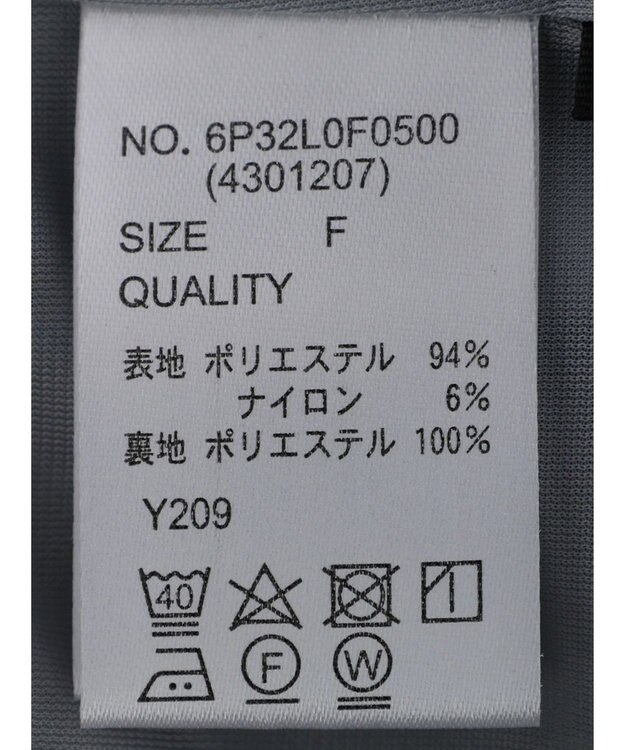 NO. 6P32L0F0500
(4301207)
SIZE F
QUALITY
表地 ポリエステル 94%
ナイロン 6%
裏地 ポリエステル 100%
Y209
40
F W